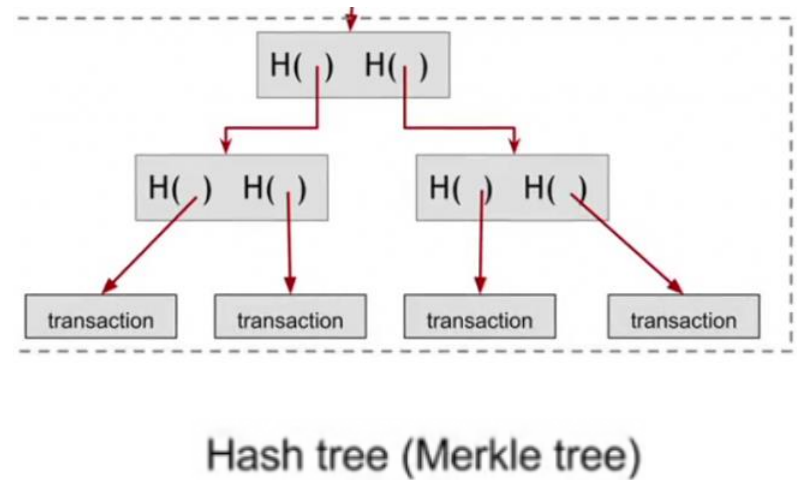 H( ) H( )
H( ) H( )
H( ) H( )
transaction
transaction
transaction
transaction
Hash tree (Merkle tree)